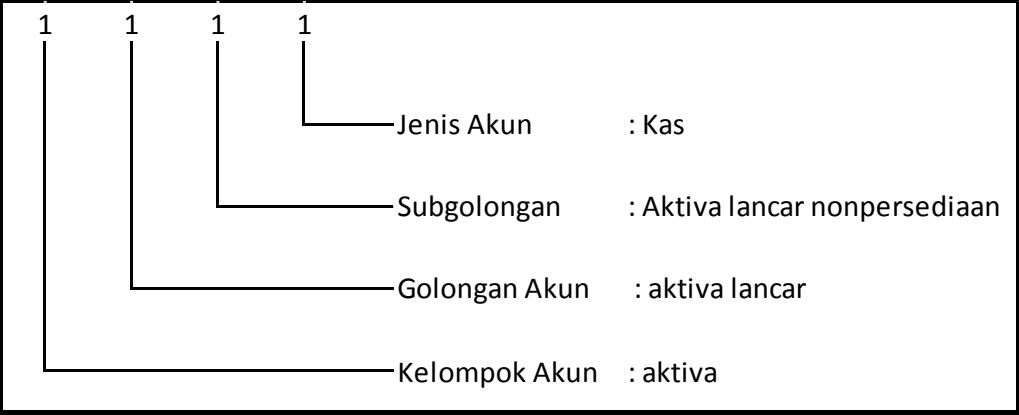 1 1 1 1
Jenis Akun : Kas
Subgolongan : Aktiva lancar nonpersediaan
Golongan Akun : aktiva lancar
Kelompok Akun : aktiva